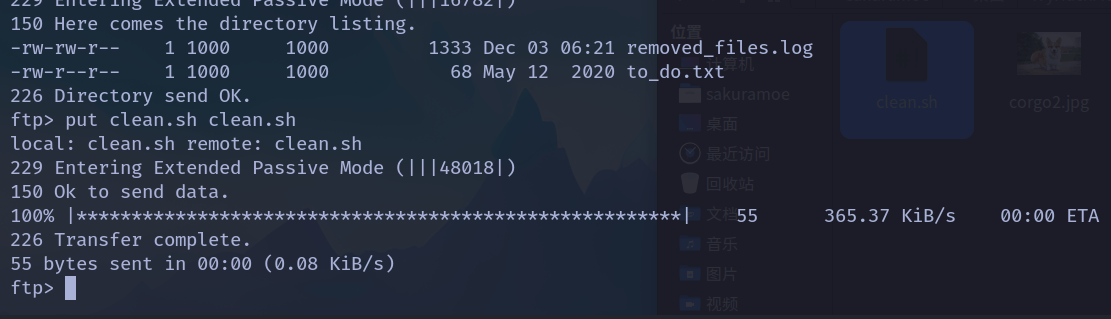 229 Entering Extended Passive Mode (|||16782|)
150 Here comes the directory listing.
-rw-rw-r--    1 1000     1000         1333 Dec 03 06:21 removed_files.log
-rw-r--r--    1 1000     1000           68 May 12  2020 to_do.txt
226 Directory send OK.
ftp> put clean.sh clean.sh
local: clean.sh remote: clean.sh
229 Entering Extended Passive Mode (|||48018|)
150 Ok to send data.
100% |*******************************************************|    55      365.37 KiB/s    00:00 ETA
226 Transfer complete.
55 bytes sent in 00:00 (0.08 KiB/s)
ftp>
位置
计算机
sakuramoe
桌面
最近访问
回收站
文档
音乐
图片
视频
clean.sh
corgo2.jpg